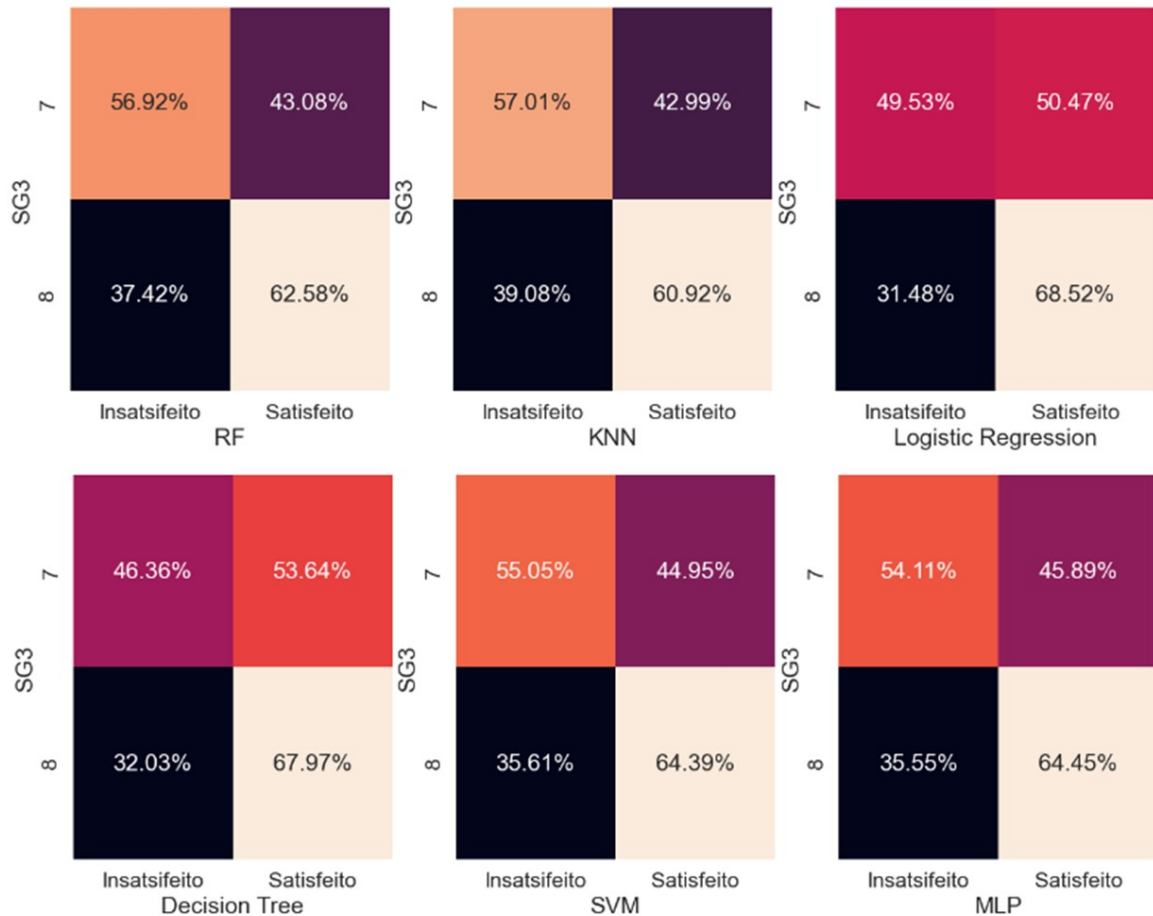 7
56.92%
43.08%
SG3
8
37.42%
62.58%
Insatsifeito
Satisfeito
RF
7
57.01%
42.99%
SG3
8
39.08%
60.92%
Insatsifeito
Satisfeito
KNN
7
49.53%
50.47%
SG3
8
31.48%
68.52%
Insatsifeito
Satisfeito
Logistic Regression
7
46.36%
53.64%
SG3
8
32.03%
67.97%
Insatsifeito
Satisfeito
Decision Tree
7
55.05%
44.95%
SG3
8
35.61%
64.39%
Insatsifeito
Satisfeito
SVM
7
54.11%
45.89%
SG3
8
35.55%
64.45%
Insatsifeito
Satisfeito
MLP